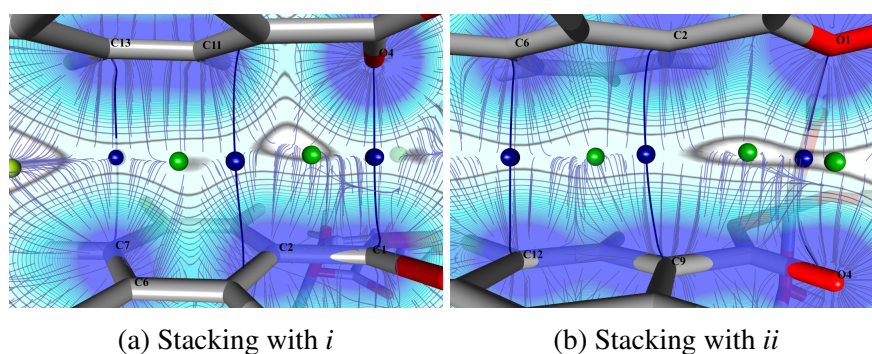 C13 C11 O4
C7 C2 C1
C6
C6 C2 O1
C12 C9 O4
(a) Stacking with i
(b) Stacking with ii